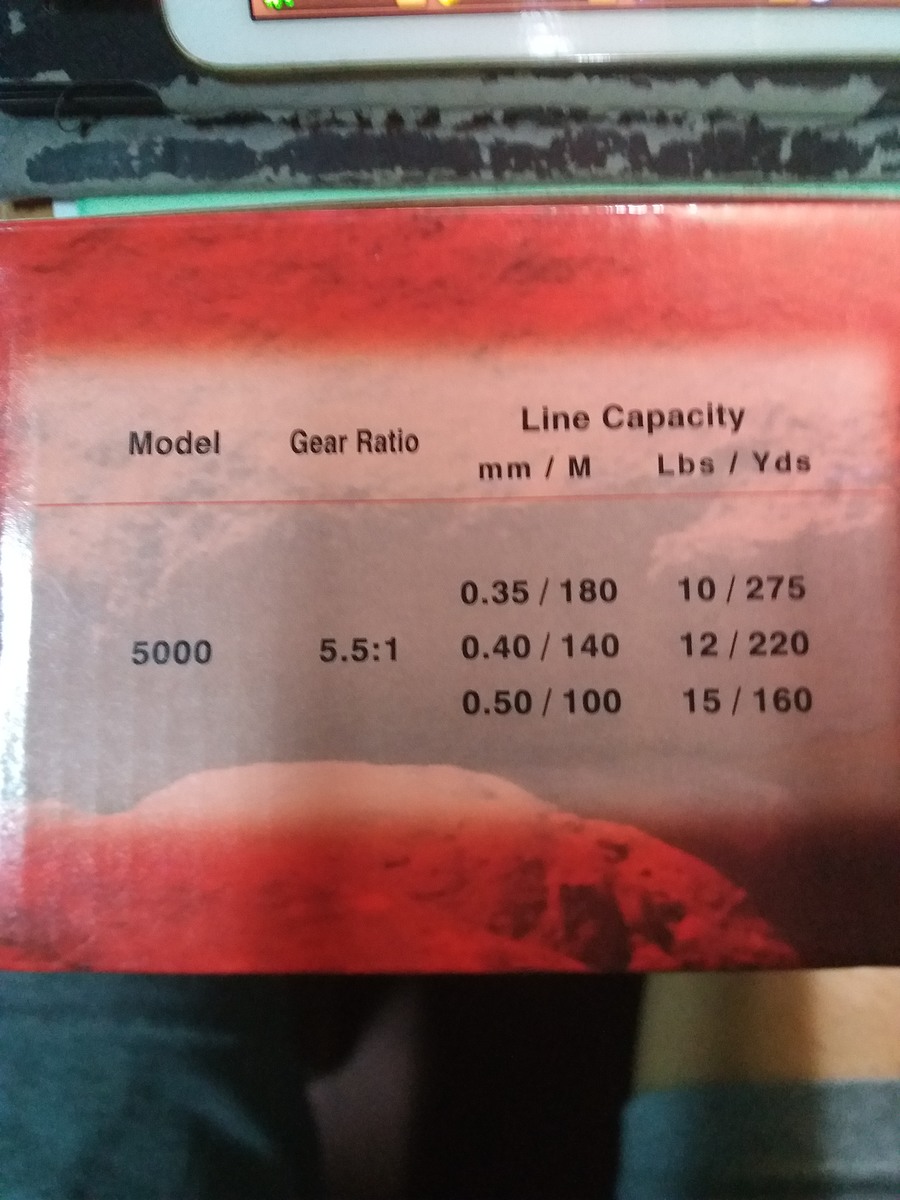 Model Gear Ratio Line Capacity
mm / M Lbs / Yds
0.35 / 180 10 / 275
5000 5.5:1 0.40 / 140 12 / 220
0.50 / 100 15 / 160